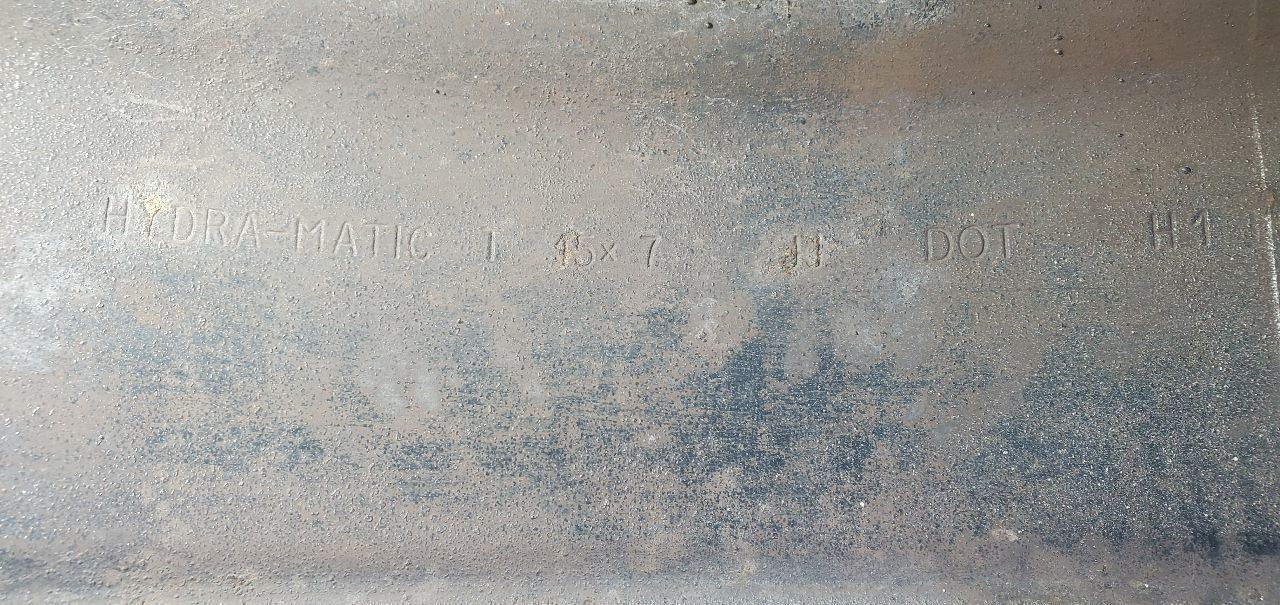 HYDRA-MATIC T 15x 7 JJ DOT H1